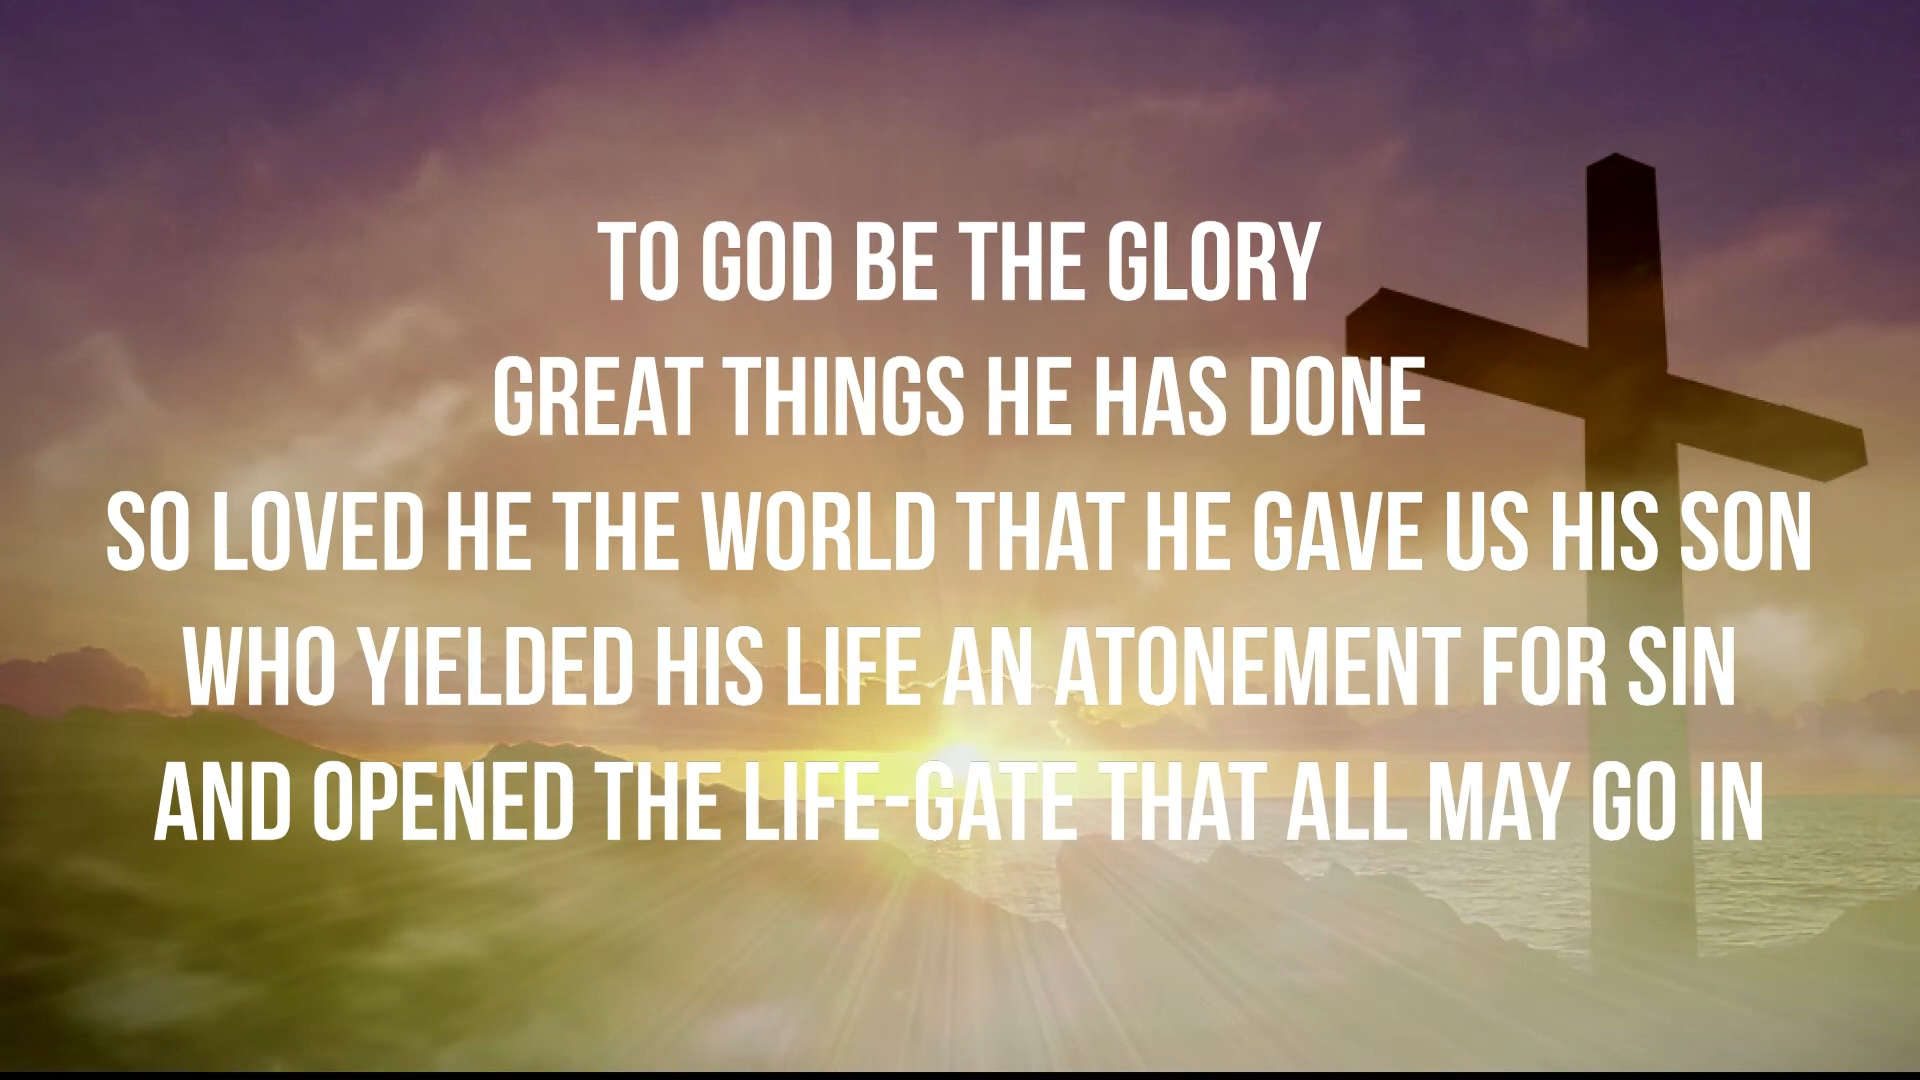 TO GOD BE THE GLORY
GREAT THINGS HE HAS DONE
SO LOVED HE THE WORLD THAT HE GAVE US HIS SON
WHO YIELDED HIS LIFE AN ATONEMENT FOR SIN
AND OPENED THE LIFE-GATE THAT ALL MAY GO IN